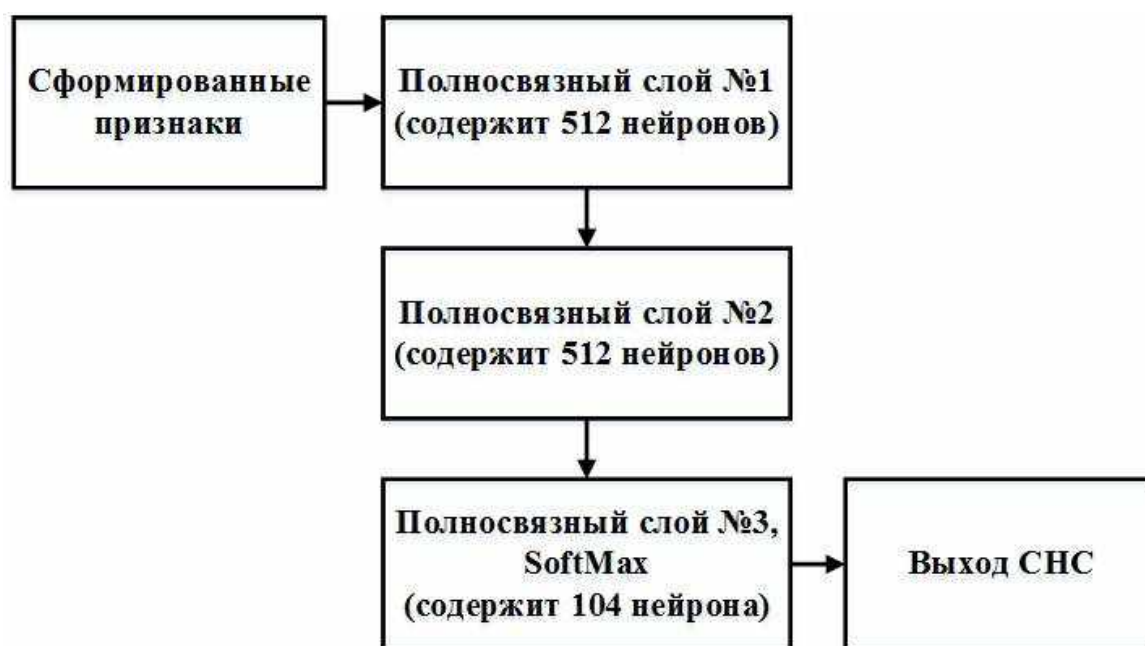 Сформированные
признаки
Полносвязный слой №1
(содержит 512 нейронов)
Полносвязный слой №2
(содержит 512 нейронов)
Полносвязный слой №3,
SoftMax
(содержит 104 нейрона)
Выход СНС